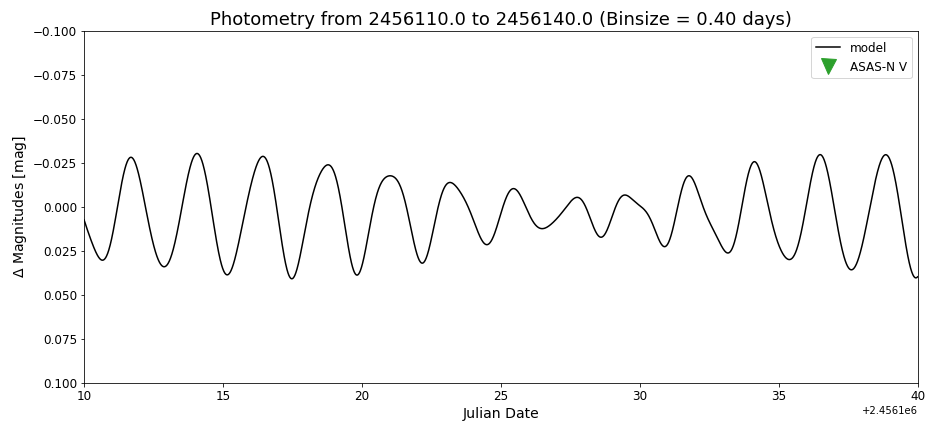 Photometry from 2456110.0 to 2456140.0 (Binsize = 0.40 days)
−0.100
−0.075
−0.050
−0.025
0.000
0.025
0.050
0.075
0.100
Δ Magnitudes [mag]
model
ASAS-N V
10 15 20 25 30 35 40
+2.4561e6
Julian Date